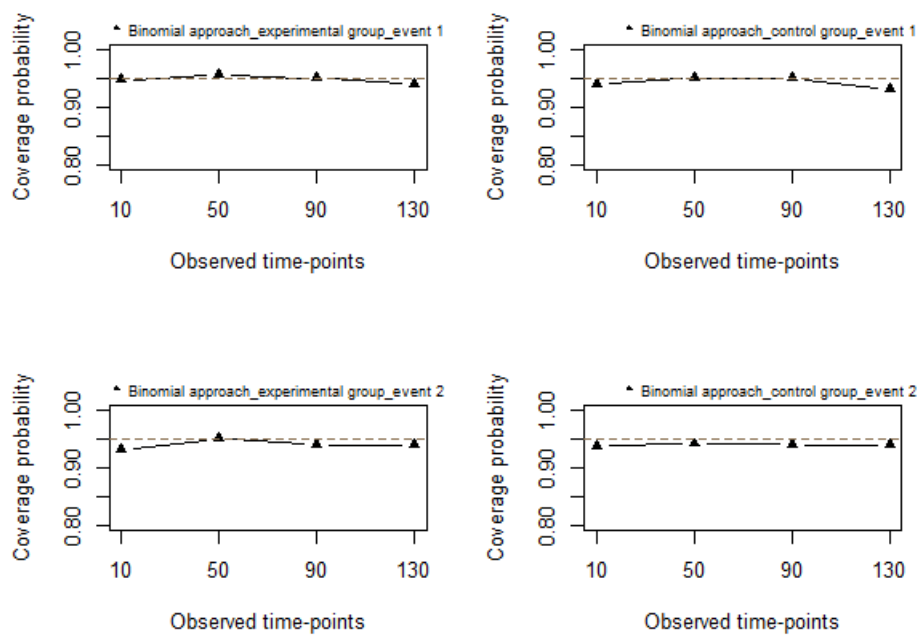 Binomial approach_experimental group_event 1
Coverage probability
0.80 0.90 1.00
10 50 90 130
Observed time-points
Binomial approach_control group_event 1
Coverage probability
0.80 0.90 1.00
10 50 90 130
Observed time-points
Binomial approach_experimental group_event 2
Coverage probability
0.80 0.90 1.00
10 50 90 130
Observed time-points
Binomial approach_control group_event 2
Coverage probability
0.80 0.90 1.00
10 50 90 130
Observed time-points